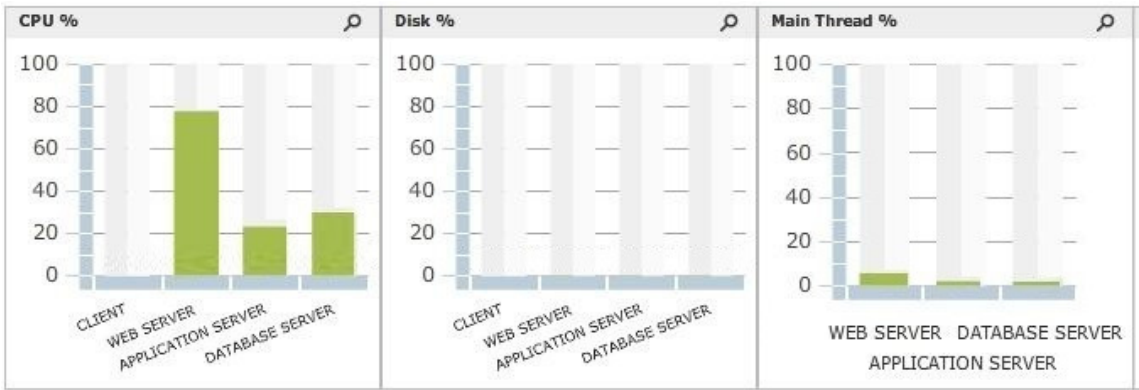 CPU %
100
80
60
40
20
0
CLIENT
WEB SERVER
APPLICATION SERVER
DATABASE SERVER
Disk %
100
80
60
40
20
0
CLIENT
WEB SERVER
APPLICATION SERVER
DATABASE SERVER
Main Thread %
100
80
60
40
20
0
WEB SERVER DATABASE SERVER
APPLICATION SERVER